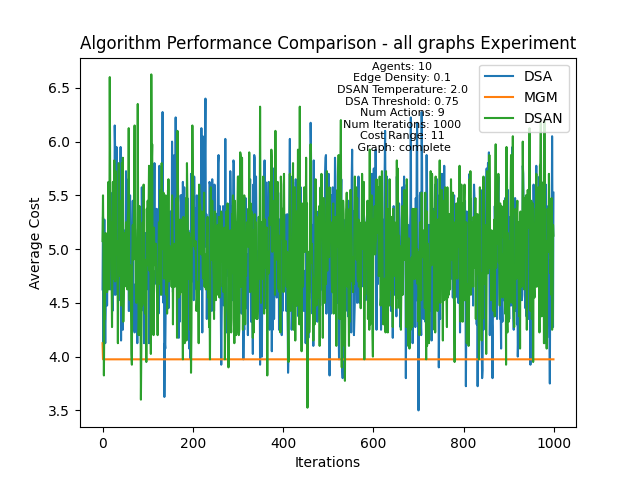 Algorithm Performance Comparison - all graphs Experiment
Agents: 10
Edge Density: 0.1
DSAN Temperature: 2.0
DSA Threshold: 0.75
Num Actions: 9
Num Iterations: 1000
Cost Range: 11
Graph: complete
DSA
MGM
DSAN
Average Cost
6.5
6.0
5.5
5.0
4.5
4.0
3.5
0
200
400
600
800
1000
Iterations